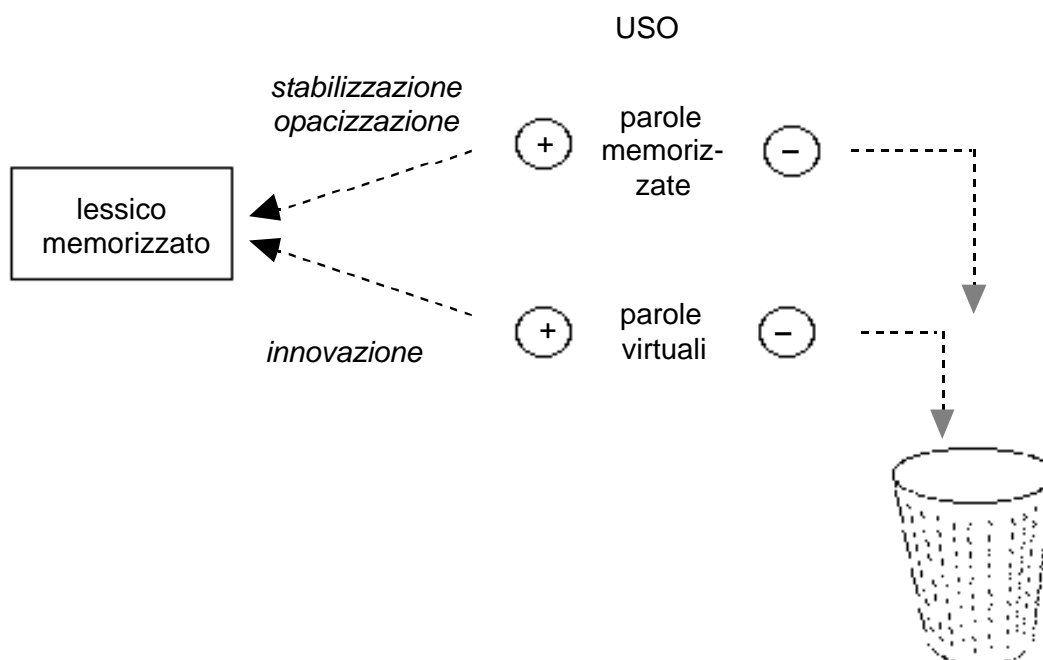 USO
stabilizzazione
opacizzazione
+
parole
memoriz-
zate
–
lessico
memorizzato
+
parole
virtuali
–
innovazione